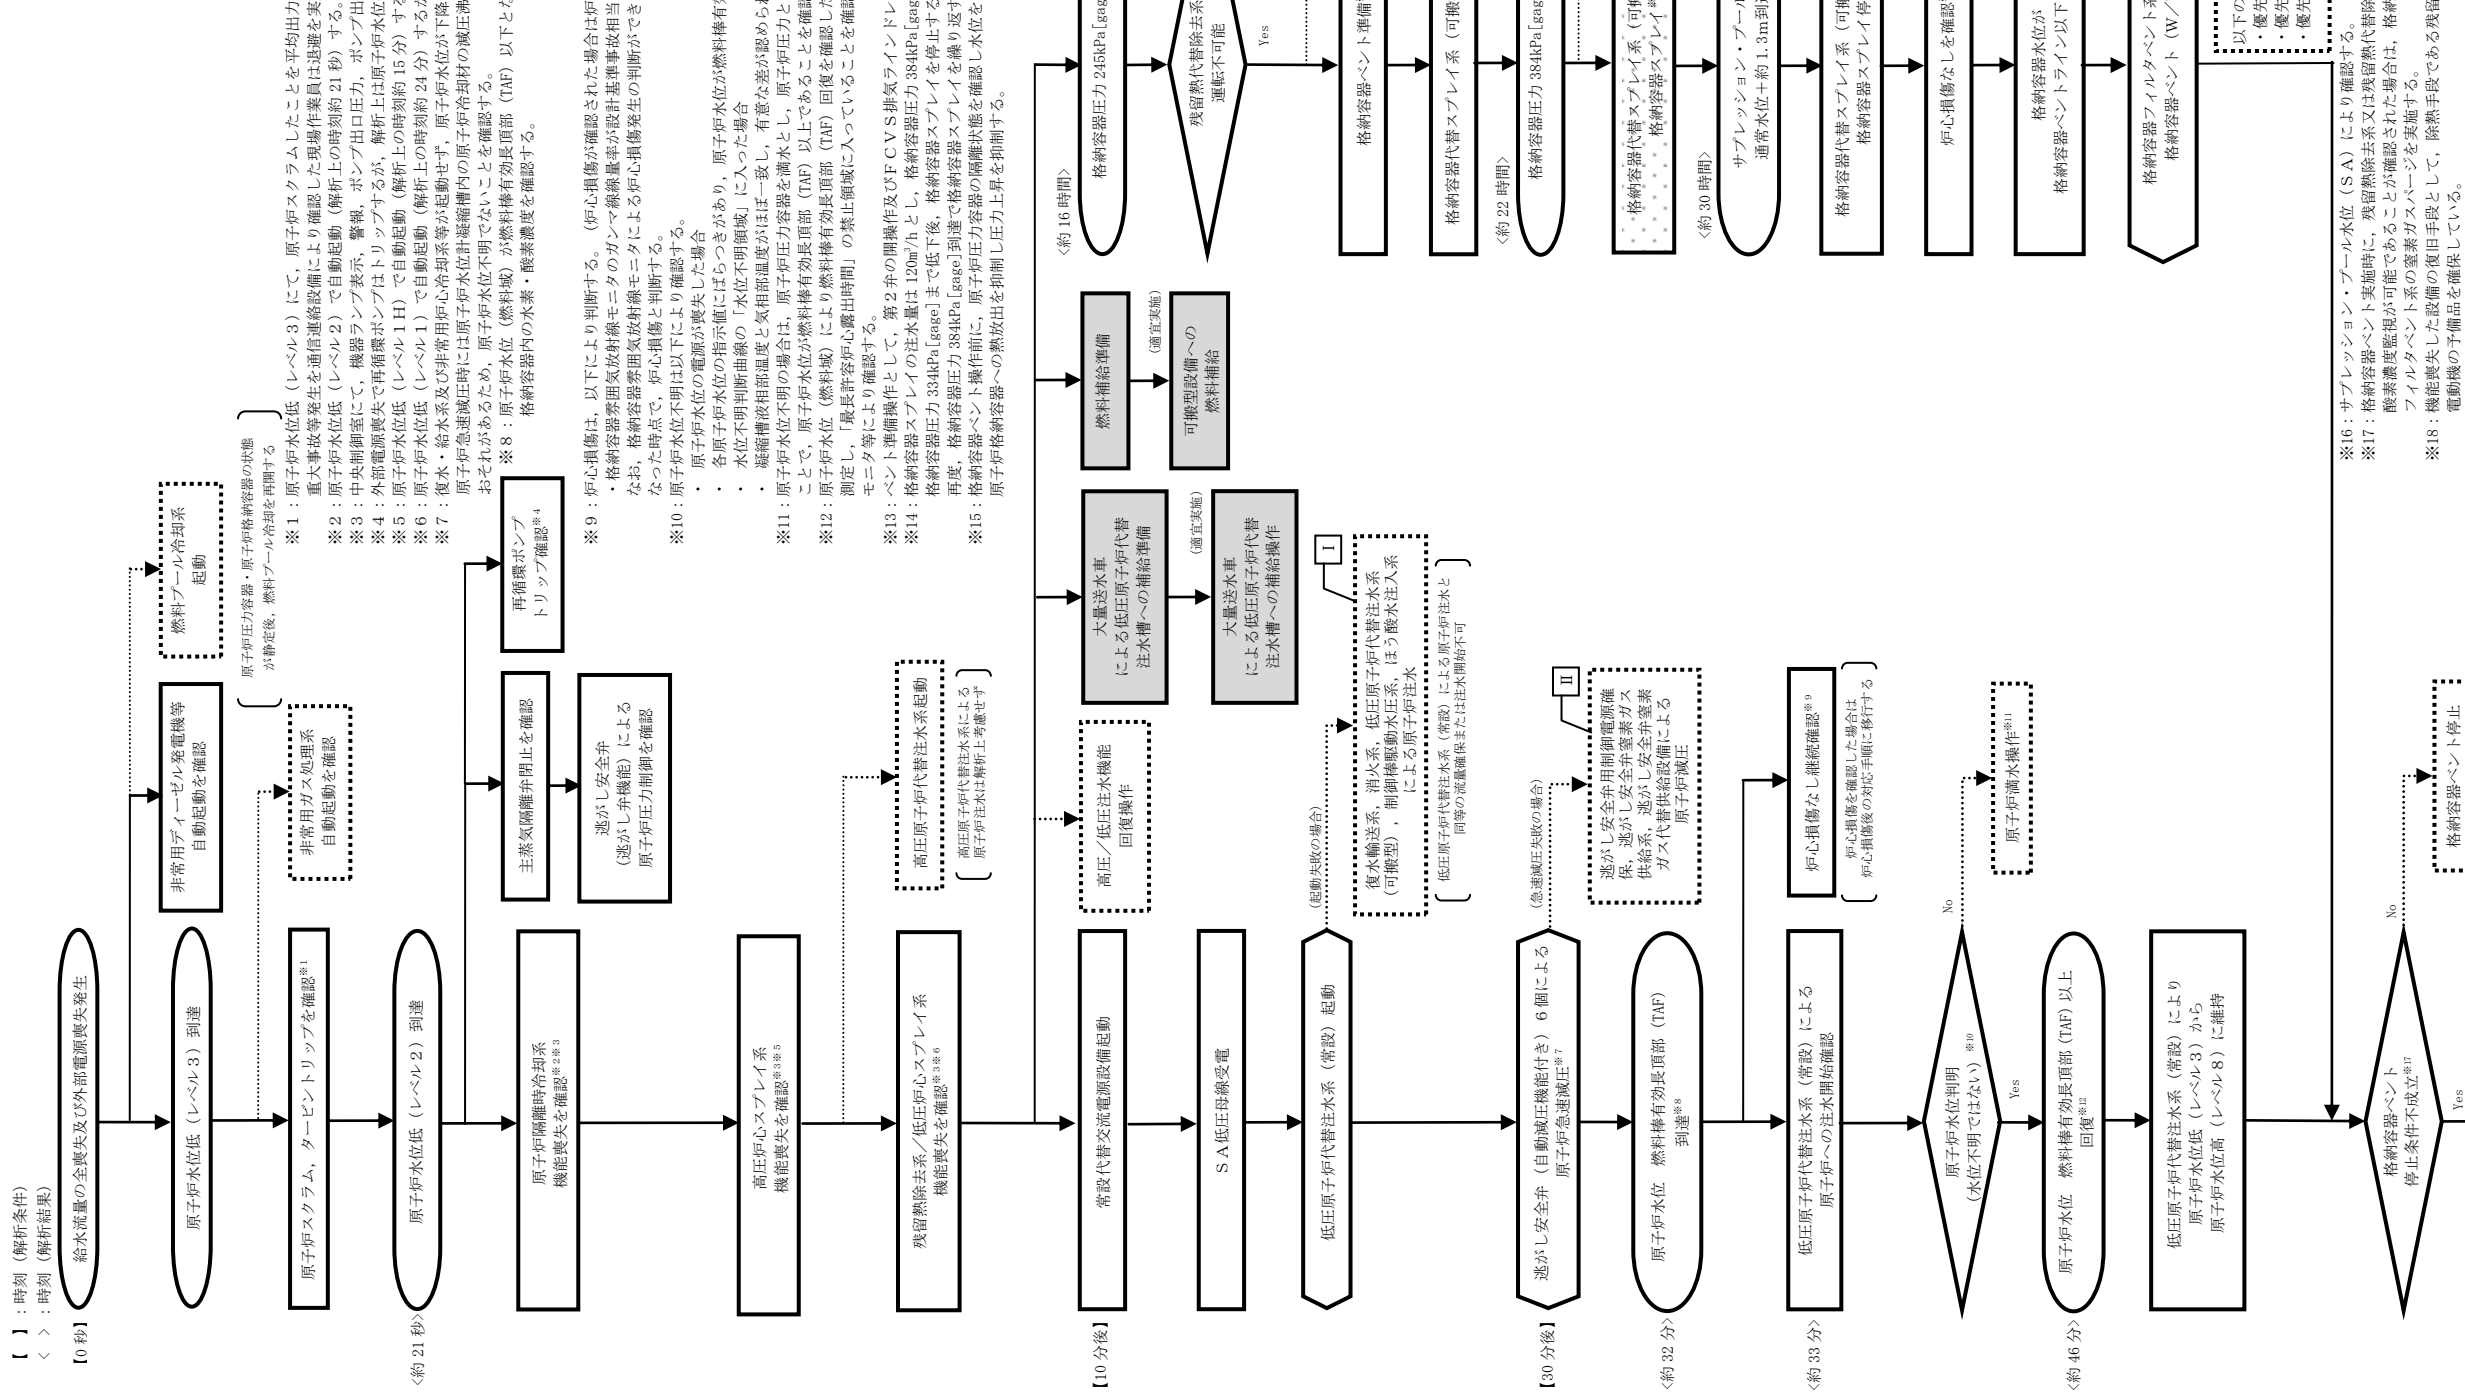 【　】：時刻（解析条件）
＜　＞：時刻（解析結果）
【0 秒】
給水流量の全喪失及び外部電源喪失発生
原子炉水位低（レベル３）到達
非常用ディーゼル発電機等
自動起動を確認
燃料プール冷却系
起動
原子炉圧力容器・原子炉格納容器の状態
が静定後，燃料プール冷却を再開する
原子炉スクラム，タービントリップを確認※1
非常用ガス処理系
自動起動を確認
<約 21 秒>
原子炉水位低（レベル２）到達
原子炉隔離時冷却系
機能喪失を確認※2※3
主蒸気隔離弁閉止を確認
逃がし安全弁
（逃がし弁機能）による
原子炉圧力制御を確認
再循環ポンプ
トリップ確認※4
高圧炉心スプレイ系
機能喪失を確認※3※5
高圧原子炉代替注水系起動
高圧原子炉代替注水系による
原子炉注水は解析上考慮せず
残留熱除去系／低圧炉心スプレイ系
機能喪失を確認※3※6
【10 分後】
常設代替交流電源設備起動
高圧／低圧注水機能
回復操作
大量送水車
による低圧原子炉代替
注水槽への補給準備
（適宜実施）
大量送水車
による低圧原子炉代替
注水槽への補給操作
燃料補給準備
（適宜実施）
可搬型設備への
燃料補給
ＳＡ低圧母線受電
低圧原子炉代替注水系（常設）起動
（起動失敗の場合）
Ⅰ
復水輸送系，消火系，低圧原子炉代替注水系
（可搬型），制御棒駆動水圧系，ほう酸水注入系
による原子炉注水
低圧原子炉代替注水系（常設）による原子炉注水と
同等の流量確保または注水開始不可
【30 分後】
逃がし安全弁（自動減圧機能付き）６個による
原子炉急速減圧※7
（急速減圧失敗の場合）
Ⅱ
逃がし安全弁用制御電源確
保，逃がし安全弁窒素ガス
供給系，逃がし安全弁窒素
ガス代替供給設備による
原子炉減圧
<約 32 分>
原子炉水位　燃料棒有効長頂部（TAF）
到達※8
<約 33 分>
低圧原子炉代替注水系（常設）による
原子炉への注水開始確認
炉心損傷なし継続確認※9
炉心損傷を確認した場合は
炉心損傷後の対応手順に移行する
原子炉水位判明
（水位不明ではない）※10
No
原子炉満水操作※11
Yes
<約 46 分>
原子炉水位　燃料棒有効長頂部（TAF）以上
回復※12
低圧原子炉代替注水系（常設）により
原子炉水位低（レベル３）から
原子炉水位高（レベル８）に維持
格納容器ベント
停止条件不成立※17
No
格納容器ベント停止
Yes
※１：原子炉水位低（レベル３）にて，原子炉スクラムしたことを平均出力
重大事故等発生を通信連絡設備により確認した現場作業員は退避を実
※２：原子炉水位低（レベル２）で自動起動（解析上の時刻約 21 秒）する。
※３：中央制御室にて，機器ランプ表示，警報，ポンプ出口圧力，ポンプ出
※４：外部電源喪失で再循環ポンプはトリップするが，解析上は原子炉水位
※５：原子炉水位低（レベル１H）で自動起動（解析上の時刻約 15 分）する
※６：原子炉水位低（レベル１）で自動起動（解析上の時刻約 24 分）するが
※７：復水・給水系及び非常用炉心冷却系等が起動せず，原子炉水位が下降
原子炉急速減圧時には原子炉水位計凝縮槽内の原子炉冷却材の減圧沸
おそれがあるため，原子炉水位不明でないことを確認する。
※８：原子炉水位（燃料域）が燃料棒有効長頂部（TAF）以下とな
格納容器内の水素・酸素濃度を確認する。
※９：炉心損傷は，以下により判断する。（炉心損傷が確認された場合は炉
・格納容器雰囲気放射線モニタのガンマ線線量率が設計基準事故相当
なお，格納容器雰囲気放射線モニタによる炉心損傷発生の判断ができ
なった時点で，炉心損傷と判断する。
※10：原子炉水位不明は以下により確認する。
・　原子炉水位の電源が喪失した場合
・　各原子炉水位の指示値にばらつきがあり，原子炉水位が燃料棒有効
・　水位不明判断曲線の「水位不明領域」に入った場合
・　凝縮槽液相部温度と気相部温度がほぼ一致し，有意な差が認められ
※11：原子炉水位不明の場合は，原子炉圧力容器を満水とし，原子炉圧力と
ことで，原子炉水位が燃料棒有効長頂部（TAF）以上であることを確認
※12：原子炉水位（燃料域）により燃料棒有効長頂部（TAF）回復を確認した
測定し，「最長許容炉心露出時間」の禁止領域に入っていることを確認
モニタ等により確認する。
※13：ベント準備操作として，第２弁の開操作及びＦＣＶＳ排気ラインドレ
※14：格納容器スプレイの注水量は 120m³/h とし，格納容器圧力 384kPa[gag
格納容器圧力 334kPa[gage]まで低下後，格納容器スプレイを停止する
再度，格納容器圧力 384kPa[gage]到達で格納容器スプレイを繰り返す
※15：格納容器ベント操作前に，原子炉圧力容器の隔離状態を確認し水位を
原子炉格納容器への熱放出を抑制し圧力上昇を抑制する。
<約 16 時間>
格納容器圧力 245kPa[gag
残留熱代替除去系
運転不可能
Yes
格納容器ベント準備
格納容器代替スプレイ系（可搬
<約 22 時間>
格納容器圧力 384kPa[gag
格納容器代替スプレイ系（可搬
格納容器スプレイ※
<約 30 時間>
サプレッション・プール
通常水位＋約 1.3m到
格納容器代替スプレイ系（可搬
格納容器スプレイ停
炉心損傷なしを確認
格納容器水位が
格納容器ベントライン以下
格納容器フィルタベント系
格納容器ベント（Ｗ／
以下の
・優先
・優先
・優先
※16：サプレッション・プール水位（ＳＡ）により確認する。
※17：格納容器ベント実施時に，残留熱除去系又は残留熱代替除
酸素濃度監視が可能であることが確認された場合は，格納
フィルタベント系の窒素ガスパージを実施する。
※18：機能喪失した設備の復旧手段として，除熱手段である残留
電動機の予備品を確保している。